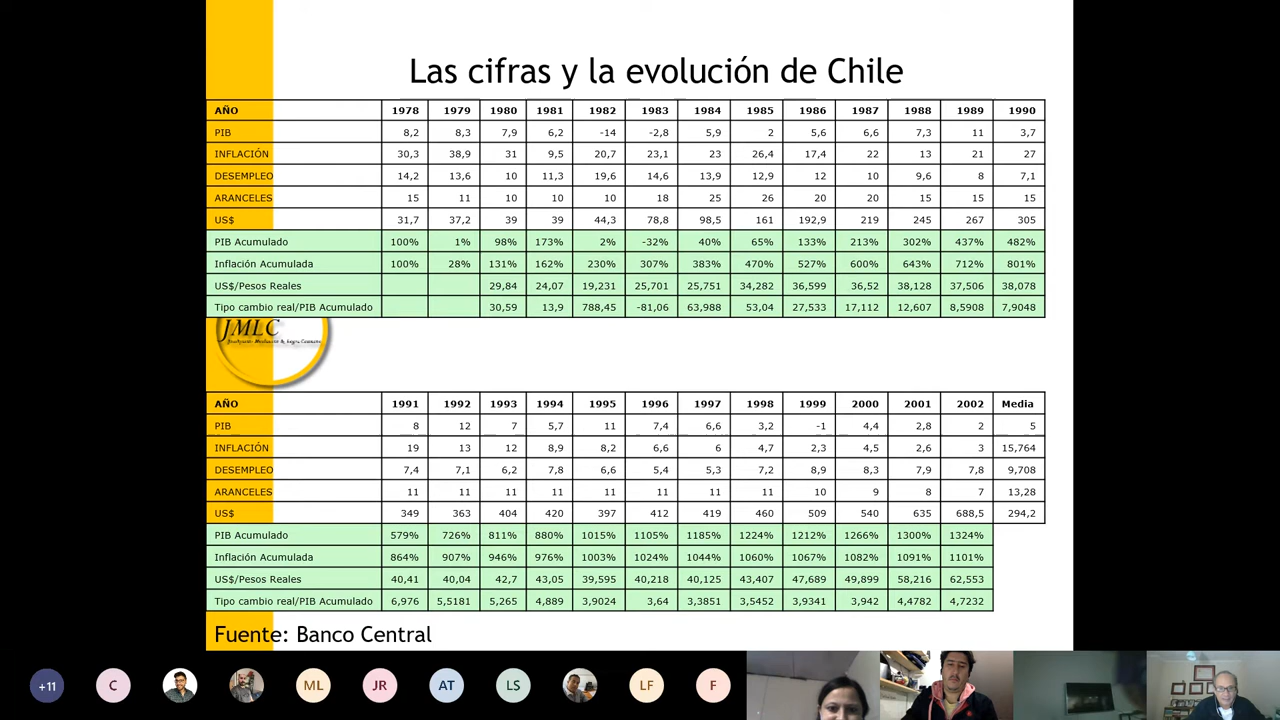 Las cifras y la evolución de Chile
AÑO 1978 1979 1980 1981 1982 1983 1984 1985 1986 1987 1988 1989 1990
PIB 8,2 8,3 7,9 6,2 -14 -2,8 5,9 2 5,6 6,6 7,3 11 3,7
INFLACIÓN 30,3 38,9 31 9,5 20,7 23,1 23 26,4 17,4 22 13 21 27
DESEMPLEO 14,2 13,6 10 11,3 19,6 14,6 13,9 12,9 12 10 9,6 8 7,1
ARANCELES 15 11 10 10 10 18 25 26 20 20 15 15 15
US$ 31,7 37,2 39 39 44,3 78,8 98,5 161 192,9 219 245 267 305
PIB Acumulado 100% 1% 98% 173% 2% -32% 40% 65% 133% 213% 302% 437% 482%
Inflación Acumulada 100% 28% 131% 162% 230% 307% 383% 470% 527% 600% 643% 712% 801%
US$/Pesos Reales 29,84 24,07 19,231 25,701 25,751 34,282 36,599 36,52 38,128 37,506 38,078
Tipo cambio real/PIB Acumulado 30,59 13,9 788,45 -81,06 63,988 53,04 27,533 17,112 12,607 8,5908 7,9048
JMLC
AÑO 1991 1992 1993 1994 1995 1996 1997 1998 1999 2000 2001 2002 Media
PIB 8 12 7 5,7 11 7,4 6,6 3,2 -1 4,4 2,8 2 5
INFLACIÓN 19 13 12 8,9 8,2 6,6 6 4,7 2,3 4,5 2,6 3 15,764
DESEMPLEO 7,4 7,1 6,2 7,8 6,6 5,4 5,3 7,2 8,9 8,3 7,9 7,8 9,708
ARANCELES 11 11 11 11 11 11 11 11 10 9 8 7 13,28
US$ 349 363 404 420 397 412 419 460 509 540 635 688,5 294,2
PIB Acumulado 579% 726% 811% 880% 1015% 1105% 1185% 1224% 1212% 1266% 1300% 1324%
Inflación Acumulada 864% 907% 946% 976% 1003% 1024% 1044% 1060% 1067% 1082% 1091% 1101%
US$/Pesos Reales 40,41 40,04 42,7 43,05 39,595 40,218 40,125 43,407 47,689 49,899 58,216 62,553
Tipo cambio real/PIB Acumulado 6,976 5,5181 5,265 4,889 3,9024 3,64 3,3851 3,5452 3,9341 3,942 4,4782 4,7232
Fuente: Banco Central
+11 C ML JR AT LS LF F